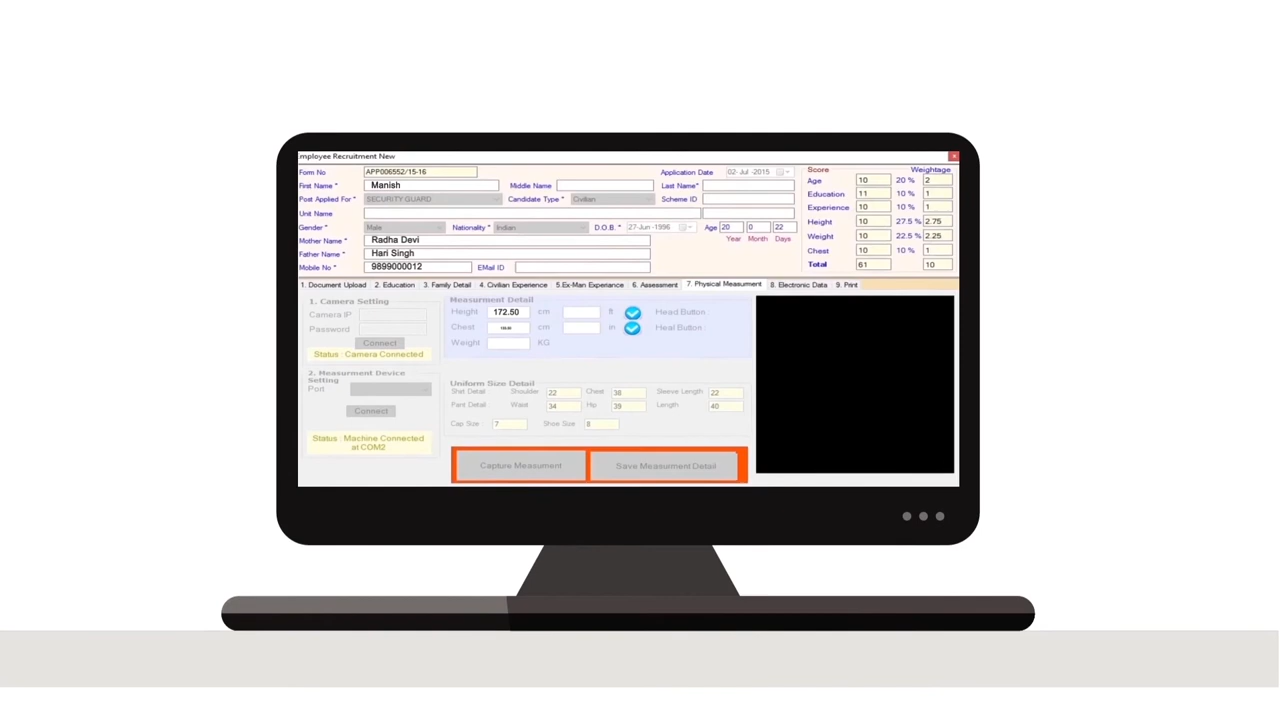 Employee Recruitment New
Form No APP006552/15-16 Application Date 02- Jul -2015 Score Weightage
First Name * Manish Middle Name Last Name* Age 10 20 % 2
Post Applied For * SECURITY GUARD Candidate Type * Civilian Scheme ID Education 11 10 % 1
Unit Name Experience 10 10 % 1
Gender * Male Nationality * Indian D.O.B. * 27-Jun -1996 Age 20 0 22 Height 10 27.5 % 2.75
Mother Name * Radha Devi Year Month Days Weight 10 22.5 % 2.25
Father Name * Hari Singh Chest 10 10 % 1
Mobile No * 9899000012 EMail ID Total 61 10
1. Document Upload 2. Education 3. Family Detail 4. Civilian Experience 5.Ex-Man Experiance 6. Assessment 7. Physical Measurment 8. Electronic Data 9. Print
1. Camera Setting Measurment Detail
Camera IP Height 172.50 cm ft Head Button :
Password Chest cm in Heal Button :
Connect Weight KG
Status : Camera Connected
2. Measurment Device Setting
Port
Connect
Status : Machine Connected at COM2
Uniform Size Detail
Shirt Detail : Shoulder 22 Chest 38 Sleeve Length 22
Pant Detail : Waist 34 Hip 39 Length 40
Cap Size 7 Shoe Size 8
Capture Measument Save Measurment Detail